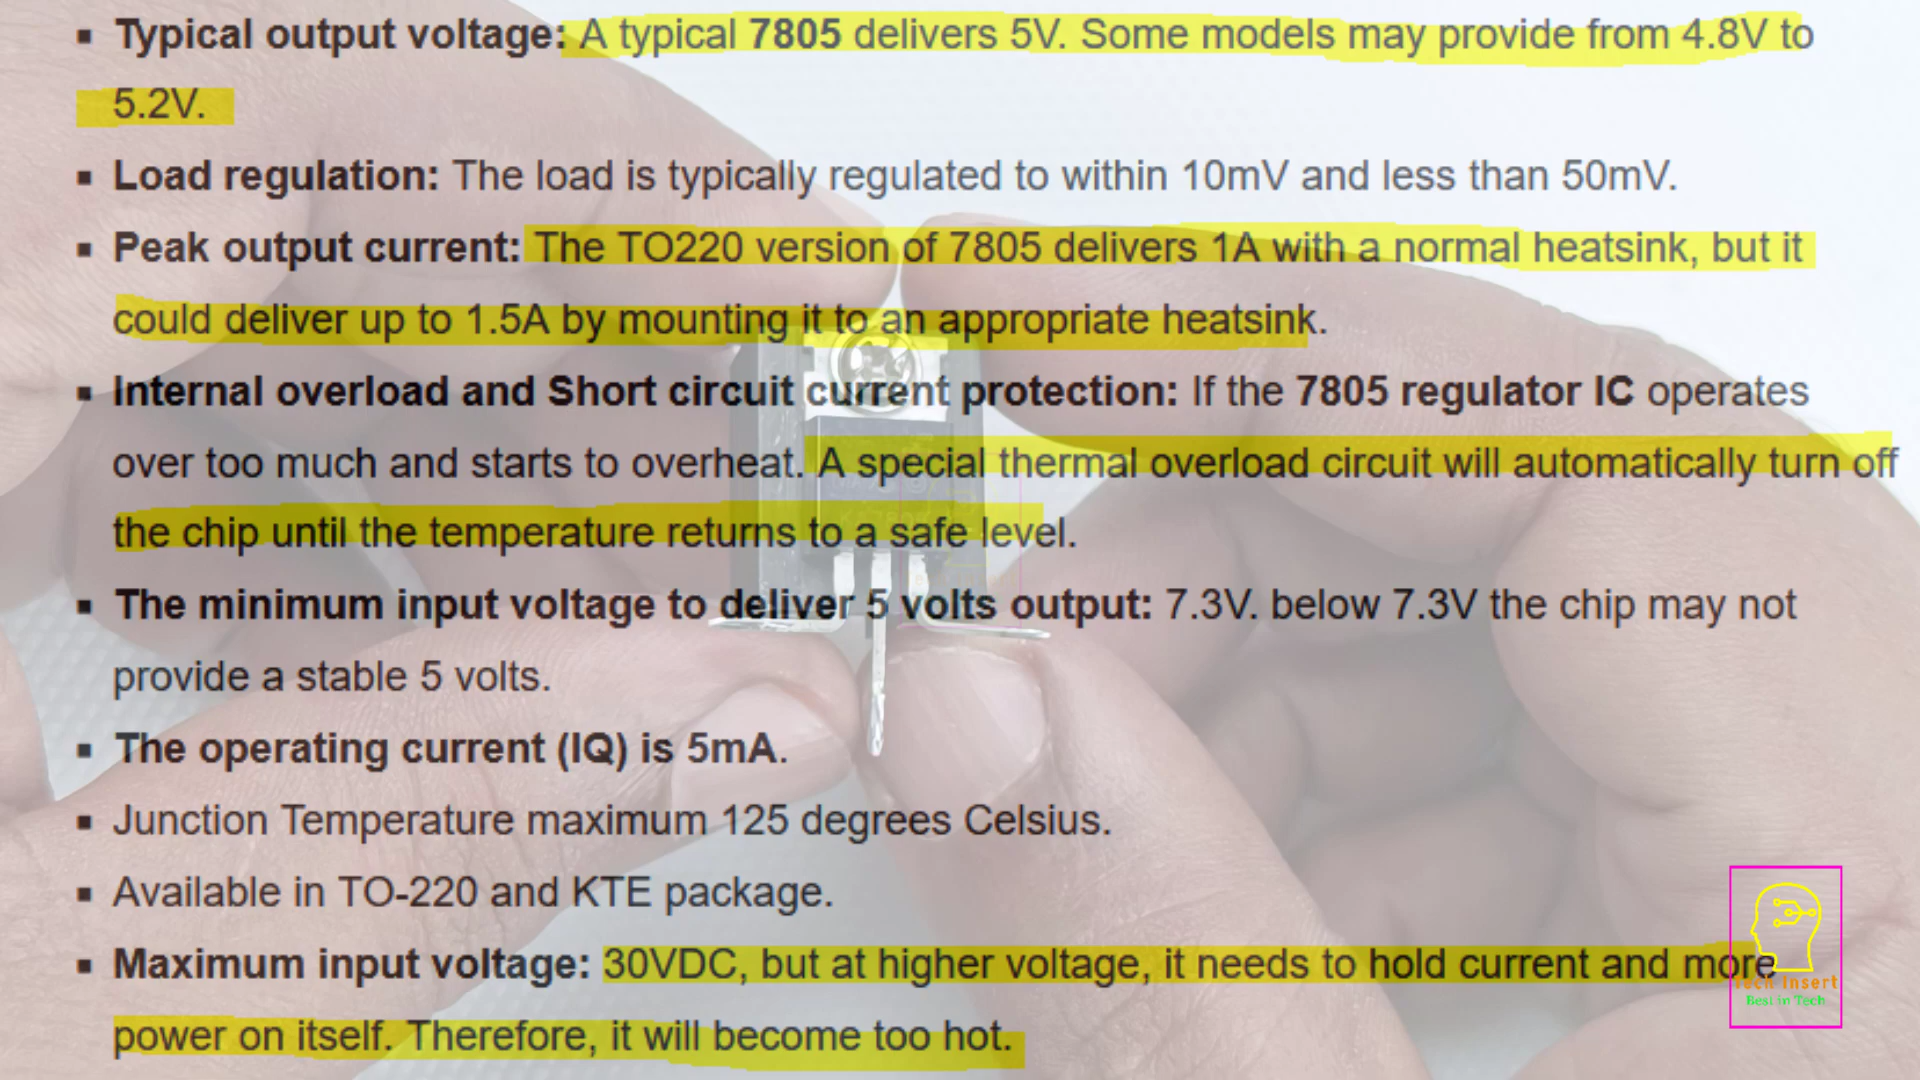 ▪ Typical output voltage: A typical 7805 delivers 5V. Some models may provide from 4.8V to
5.2V.
▪ Load regulation: The load is typically regulated to within 10mV and less than 50mV.
▪ Peak output current: The TO220 version of 7805 delivers 1A with a normal heatsink, but it
could deliver up to 1.5A by mounting it to an appropriate heatsink.
▪ Internal overload and Short circuit current protection: If the 7805 regulator IC operates
over too much and starts to overheat. A special thermal overload circuit will automatically turn off
the chip until the temperature returns to a safe level.
▪ The minimum input voltage to deliver 5 volts output: 7.3V. below 7.3V the chip may not
provide a stable 5 volts.
▪ The operating current (IQ) is 5mA.
▪ Junction Temperature maximum 125 degrees Celsius.
▪ Available in TO-220 and KTE package.
▪ Maximum input voltage: 30VDC, but at higher voltage, it needs to hold current and more
power on itself. Therefore, it will become too hot.
Tech Insert
Best in Tech